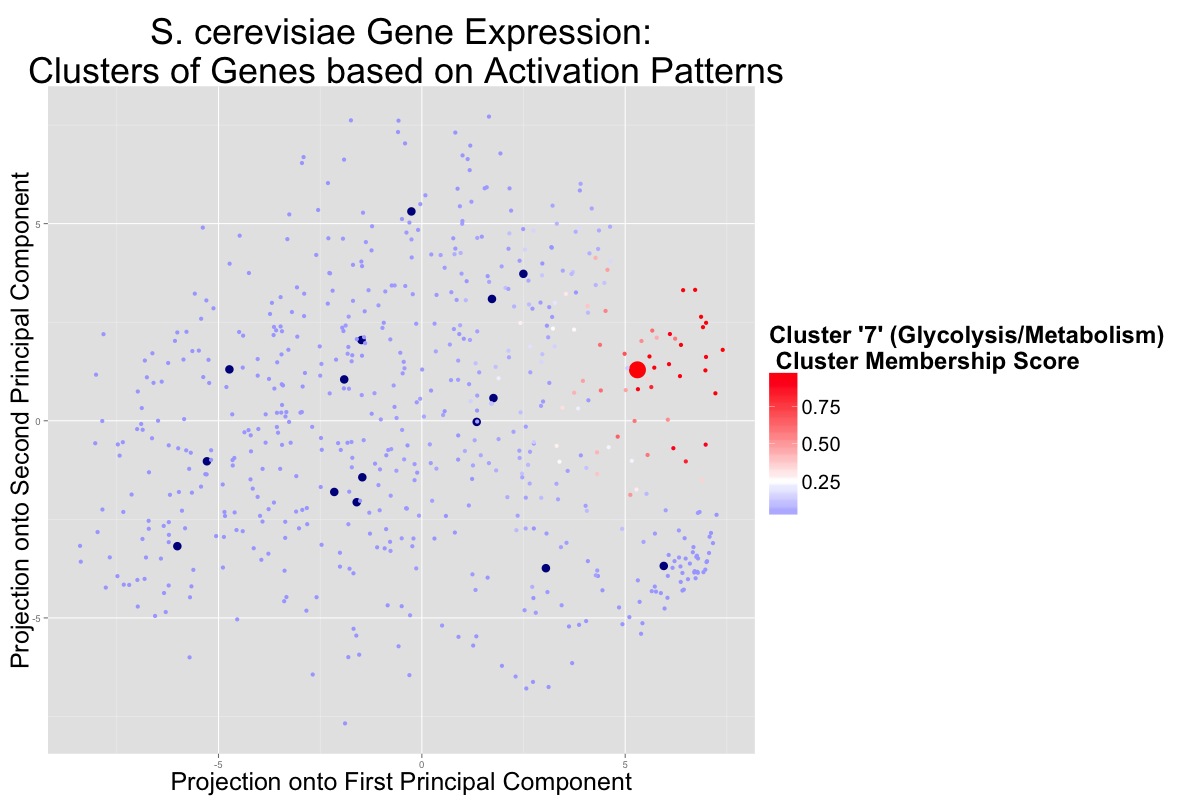 S. cerevisiae Gene Expression:
Clusters of Genes based on Activation Patterns
Projection onto Second Principal Component
5
0
-5
-5
0
5
Projection onto First Principal Component
Cluster '7' (Glycolysis/Metabolism)
Cluster Membership Score
0.75
0.50
0.25